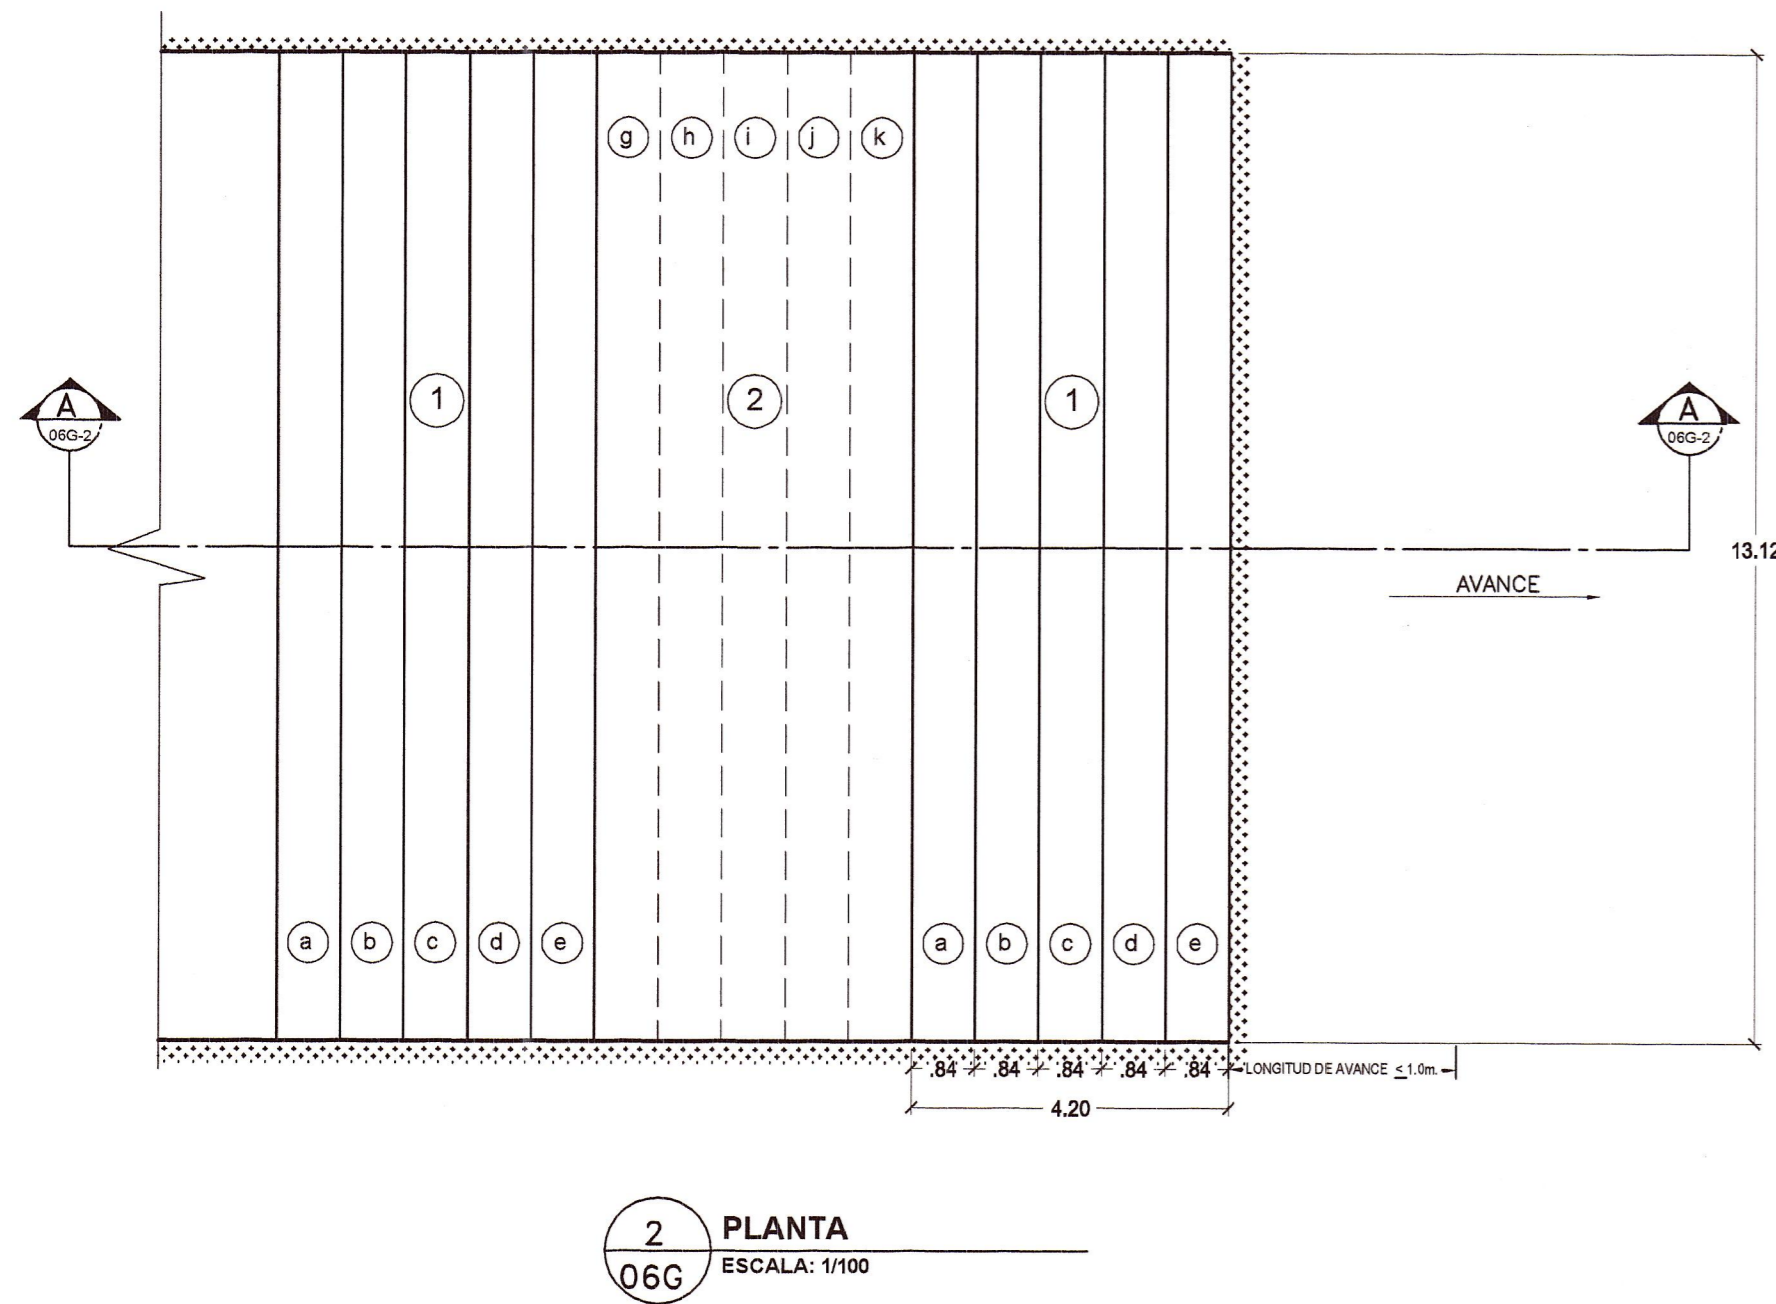 g h i j k
1 2 1
A A
06G-2 06G-2
13.12
AVANCE
a b c d e a b c d e
.84 .84 .84 .84 .84 LONGITUD DE AVANCE ≤ 1.0m.
4.20
2 PLANTA
06G ESCALA: 1/100